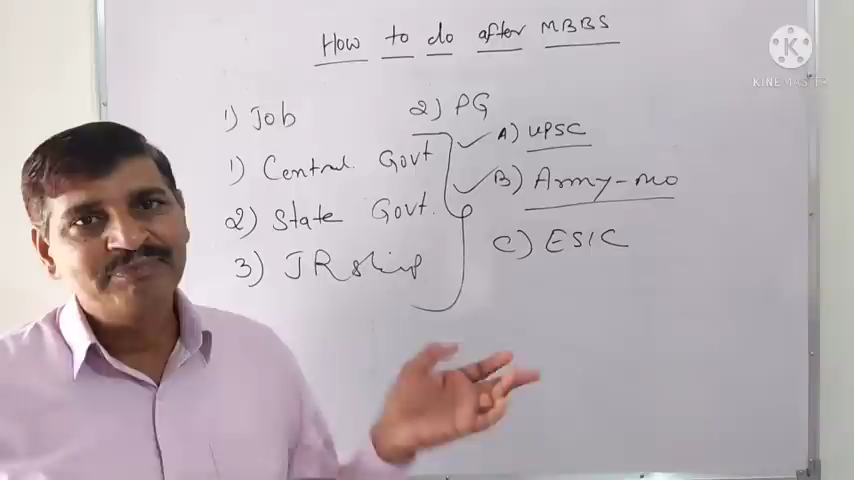 How to do after MBBS
K
KINEMASTER
1) Job
2) PG
A) UPSC
1) Central Govt
B) Army-MO
2) State Govt.
C) ESIC
3) JRship